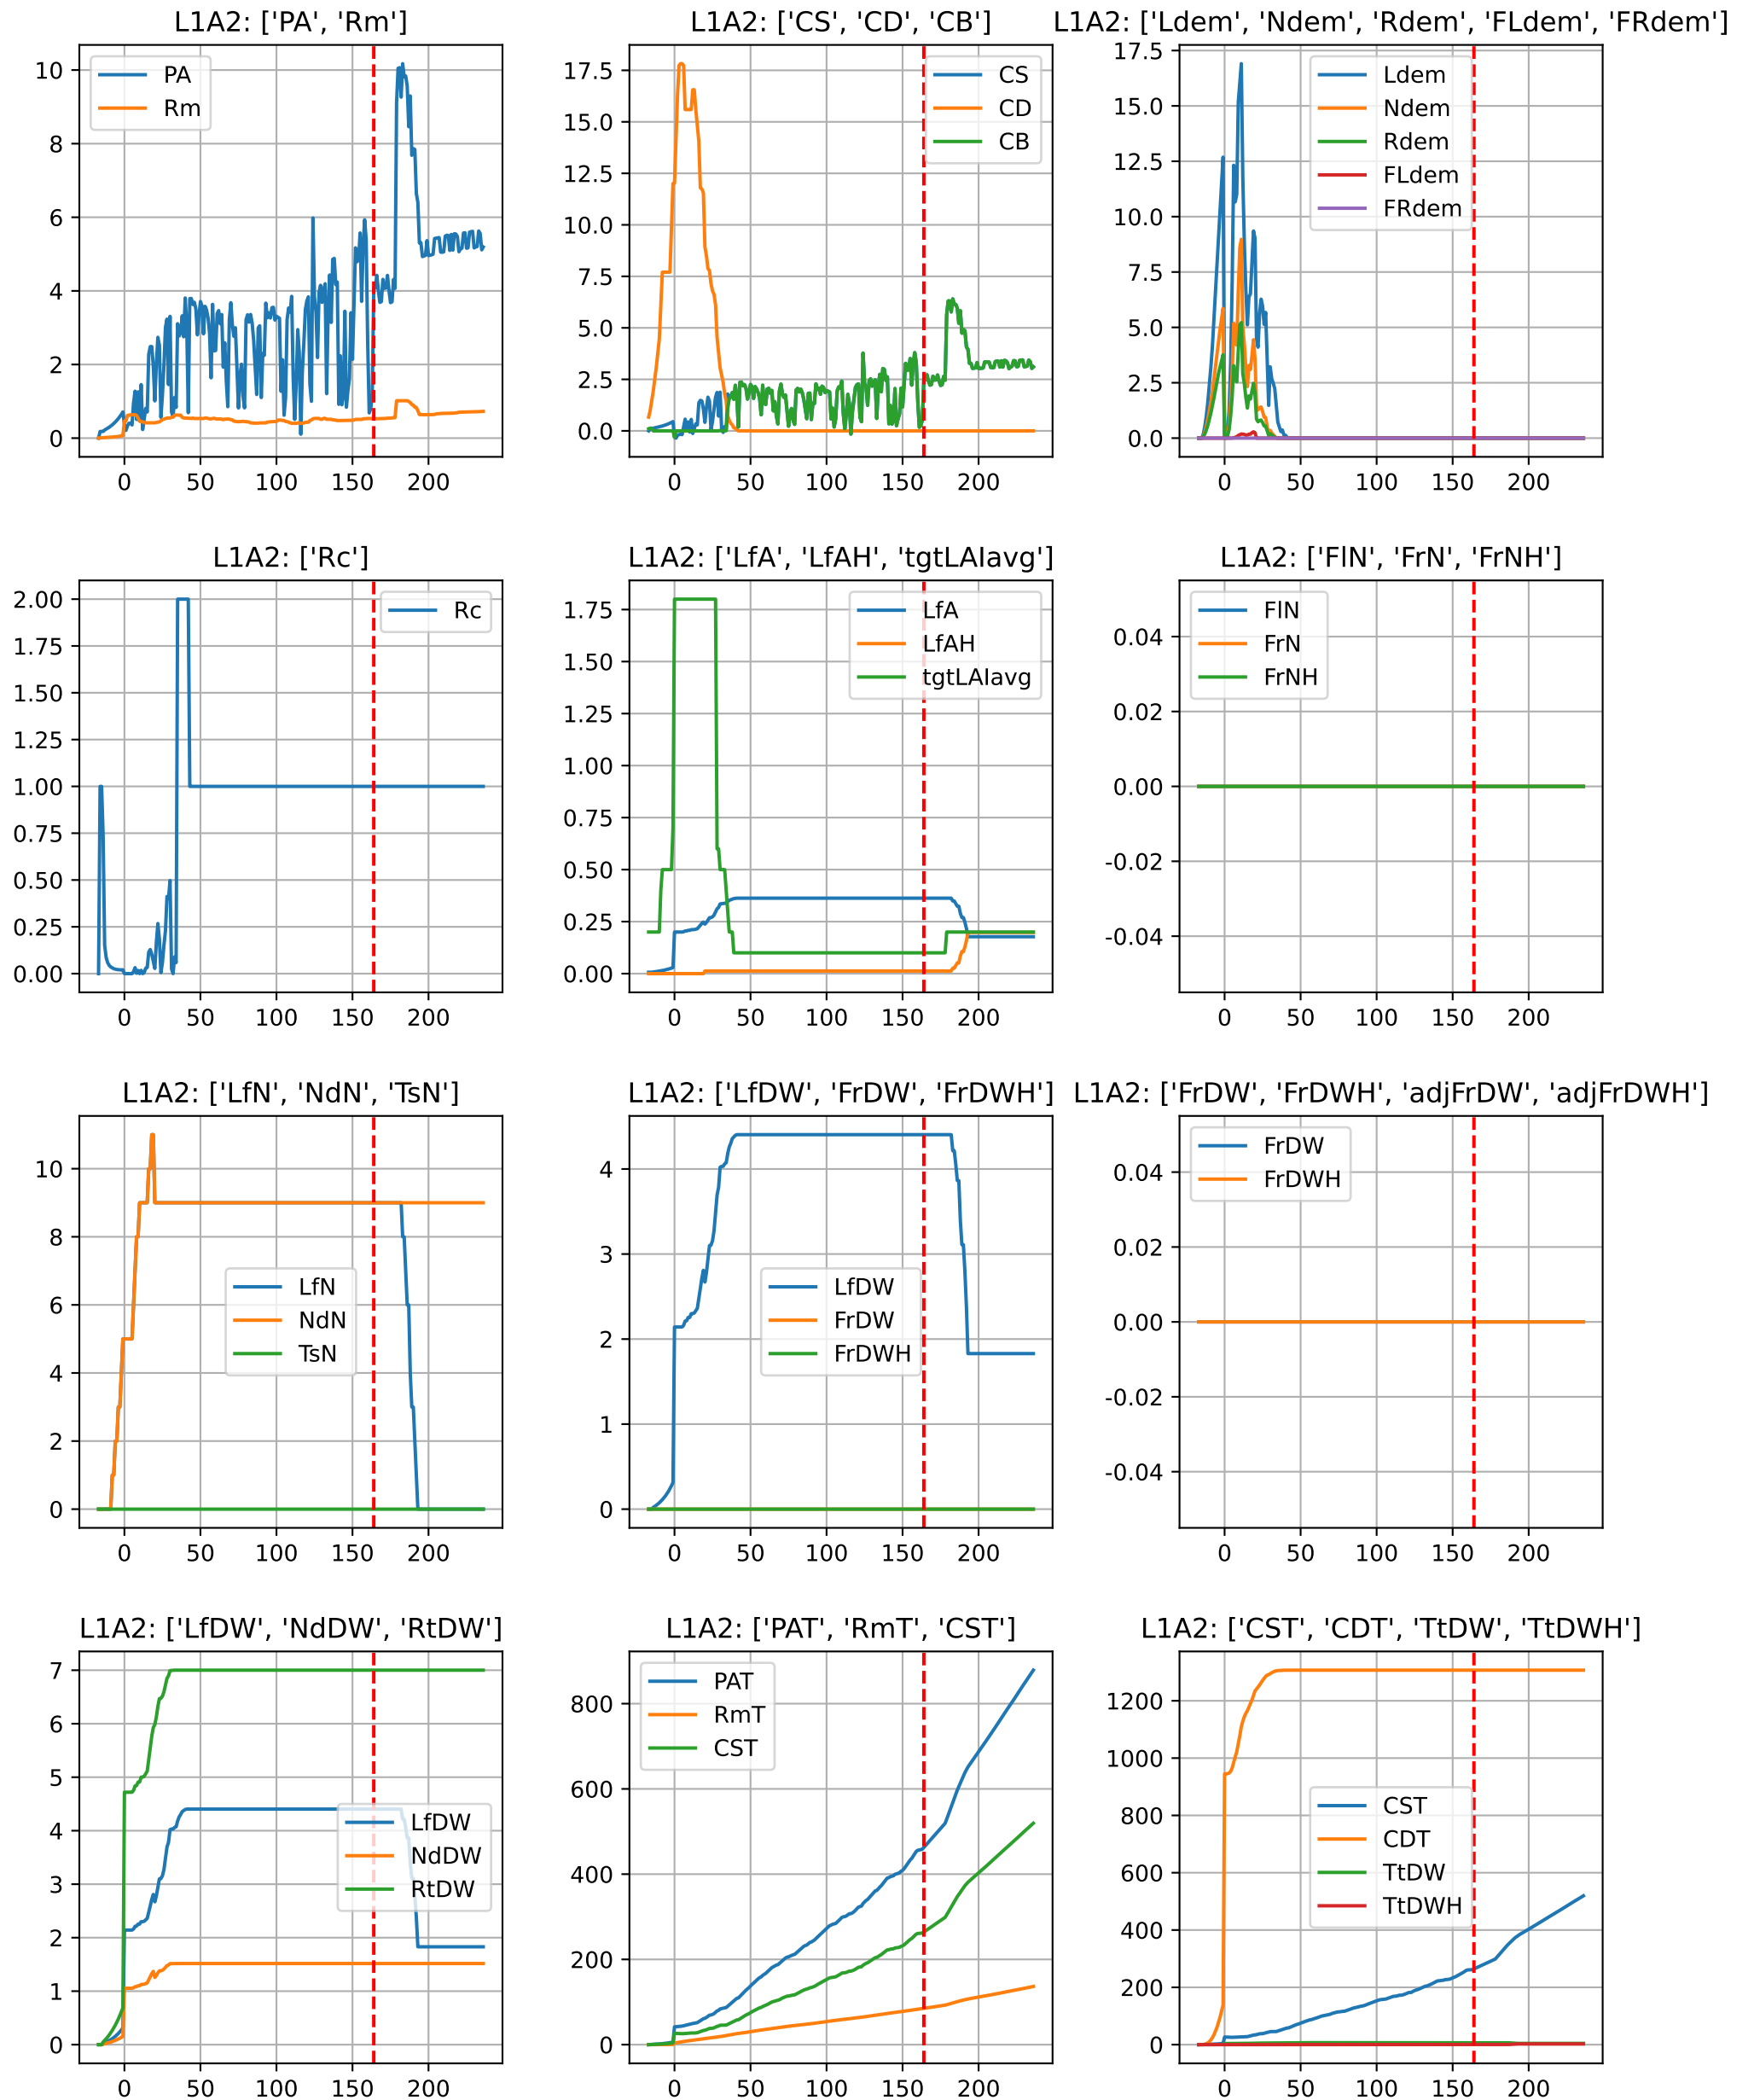 L1A2: ['PA', 'Rm']
10
8
6
4
2
0
PA
Rm
0 50 100 150 200
L1A2: ['CS', 'CD', 'CB']
17.5
15.0
12.5
10.0
7.5
5.0
2.5
0.0
CS
CD
CB
0 50 100 150 200
L1A2: ['Ldem', 'Ndem', 'Rdem', 'FLdem', 'FRdem']
17.5
15.0
12.5
10.0
7.5
5.0
2.5
0.0
Ldem
Ndem
Rdem
FLdem
FRdem
0 50 100 150 200
L1A2: ['Rc']
2.00
1.75
1.50
1.25
1.00
0.75
0.50
0.25
0.00
Rc
0 50 100 150 200
L1A2: ['LfA', 'LfAH', 'tgtLAIavg']
1.75
1.50
1.25
1.00
0.75
0.50
0.25
0.00
LfA
LfAH
tgtLAIavg
0 50 100 150 200
L1A2: ['FlN', 'FrN', 'FrNH']
0.04
0.02
0.00
-0.02
-0.04
FlN
FrN
FrNH
0 50 100 150 200
L1A2: ['LfN', 'NdN', 'TsN']
10
8
6
4
2
0
LfN
NdN
TsN
0 50 100 150 200
L1A2: ['LfDW', 'FrDW', 'FrDWH']
4
3
2
1
0
LfDW
FrDW
FrDWH
0 50 100 150 200
L1A2: ['FrDW', 'FrDWH', 'adjFrDW', 'adjFrDWH']
0.04
0.02
0.00
-0.02
-0.04
FrDW
FrDWH
0 50 100 150 200
L1A2: ['LfDW', 'NdDW', 'RtDW']
7
6
5
4
3
2
1
0
LfDW
NdDW
RtDW
0 50 100 150 200
L1A2: ['PAT', 'RmT', 'CST']
800
600
400
200
0
PAT
RmT
CST
0 50 100 150 200
L1A2: ['CST', 'CDT', 'TtDW', 'TtDWH']
1200
1000
800
600
400
200
0
CST
CDT
TtDW
TtDWH
0 50 100 150 200